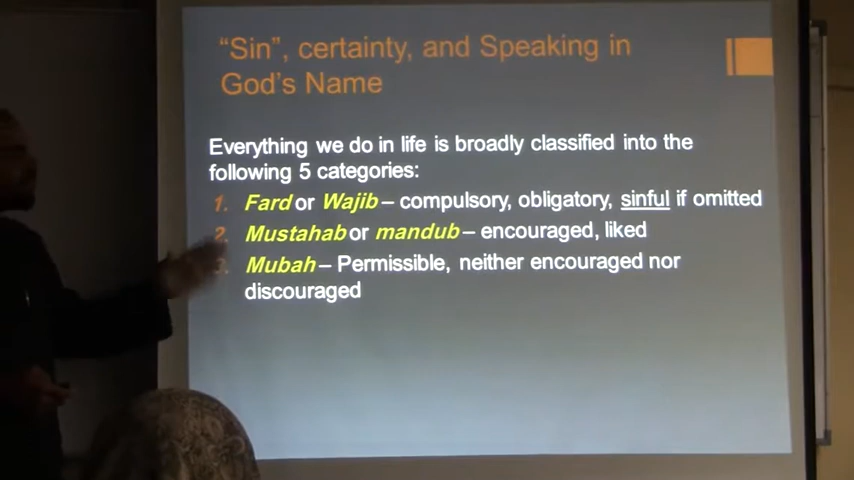 “Sin”, certainty, and Speaking in
God’s Name
Everything we do in life is broadly classified into the
following 5 categories:
1. Fard or Wajib – compulsory, obligatory, sinful if omitted
2. Mustahab or mandub – encouraged, liked
3. Mubah – Permissible, neither encouraged nor
discouraged